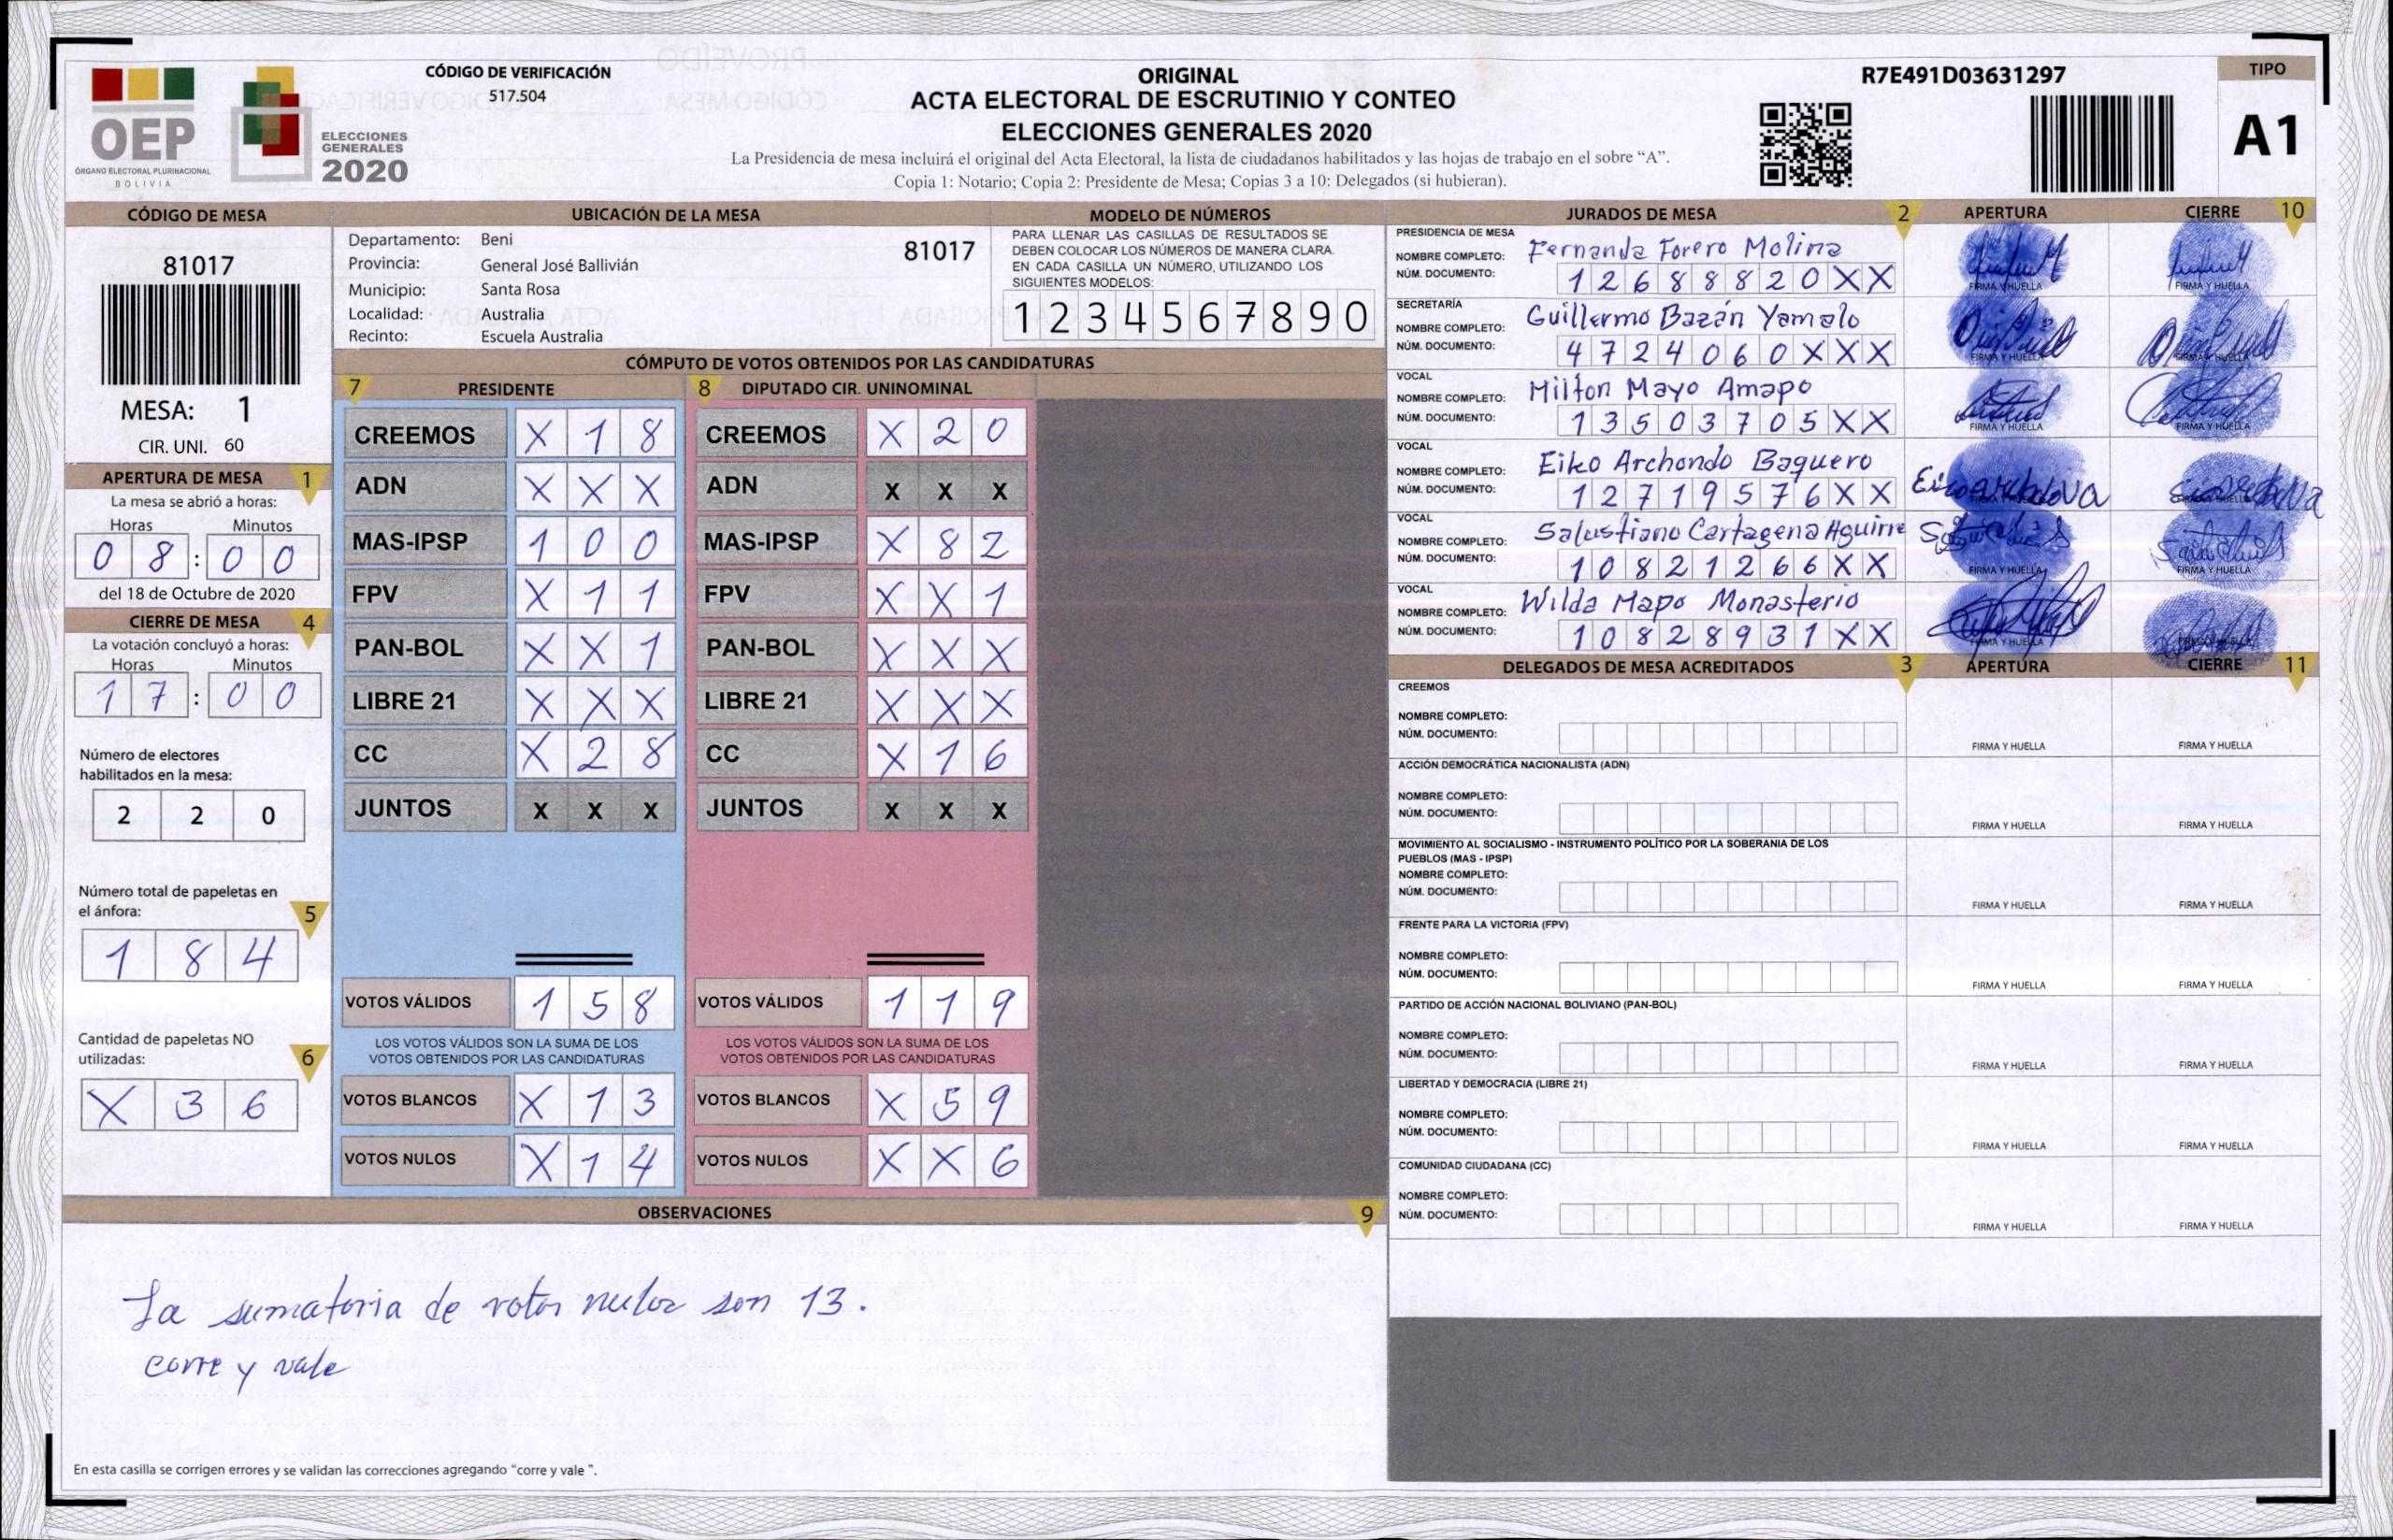 OEP
ÓRGANO ELECTORAL PLURINACIONAL
BOLIVIA
ELECCIONES
GENERALES
2020
CÓDIGO DE VERIFICACIÓN
517.504
ORIGINAL
ACTA ELECTORAL DE ESCRUTINIO Y CONTEO
ELECCIONES GENERALES 2020
La Presidencia de mesa incluirá el original del Acta Electoral, la lista de ciudadanos habilitados y las hojas de trabajo en el sobre “A”.
Copia 1: Notario; Copia 2: Presidente de Mesa; Copias 3 a 10: Delegados (si hubieran).
R7E491D03631297
TIPO
A1
CÓDIGO DE MESA
81017
MESA: 1
CIR. UNI. 60
APERTURA DE MESA 1
La mesa se abrió a horas:
Horas Minutos
0 8 : 0 0
del 18 de Octubre de 2020
CIERRE DE MESA 4
La votación concluyó a horas:
Horas Minutos
1 7 : 0 0
Número de electores
habilitados en la mesa:
2 2 0
Número total de papeletas en
el ánfora: 5
1 8 4
Cantidad de papeletas NO
utilizadas: 6
X 3 6
UBICACIÓN DE LA MESA
Departamento: Beni
Provincia: General José Ballivián
Municipio: Santa Rosa
Localidad: Australia
Recinto: Escuela Australia
81017
MODELO DE NÚMEROS
PARA LLENAR LAS CASILLAS DE RESULTADOS SE
DEBEN COLOCAR LOS NÚMEROS DE MANERA CLARA.
EN CADA CASILLA UN NÚMERO, UTILIZANDO LOS
SIGUIENTES MODELOS:
1 2 3 4 5 6 7 8 9 0
CÓMPUTO DE VOTOS OBTENIDOS POR LAS CANDIDATURAS
7 PRESIDENTE
CREEMOS X 1 8
ADN X X X
MAS-IPSP 1 0 0
FPV X 1 1
PAN-BOL X X 1
LIBRE 21 X X X
CC X 2 8
JUNTOS X X X
VOTOS VÁLIDOS 1 5 8
LOS VOTOS VÁLIDOS SON LA SUMA DE LOS
VOTOS OBTENIDOS POR LAS CANDIDATURAS
VOTOS BLANCOS X 1 3
VOTOS NULOS X 1 4
8 DIPUTADO CIR. UNINOMINAL
CREEMOS X 2 0
ADN X X X
MAS-IPSP X 8 2
FPV X X 1
PAN-BOL X X X
LIBRE 21 X X X
CC X 1 6
JUNTOS X X X
VOTOS VÁLIDOS 1 1 9
LOS VOTOS VÁLIDOS SON LA SUMA DE LOS
VOTOS OBTENIDOS POR LAS CANDIDATURAS
VOTOS BLANCOS X 5 9
VOTOS NULOS X X 6
OBSERVACIONES 9
La sumatoria de votos nulos son 13.
corre y vale
En esta casilla se corrigen errores y se validan las correcciones agregando “corre y vale ”.
JURADOS DE MESA 2 APERTURA CIERRE 10
PRESIDENCIA DE MESA
NOMBRE COMPLETO: Fernanda Forero Molina
NÚM. DOCUMENTO: 1 2 6 8 8 8 2 0 X X
FIRMA Y HUELLA FIRMA Y HUELLA
SECRETARÍA
NOMBRE COMPLETO: Guillermo Bazán Yamalo
NÚM. DOCUMENTO: 4 7 2 4 0 6 0 X X X
FIRMA Y HUELLA FIRMA Y HUELLA
VOCAL
NOMBRE COMPLETO: Milton Mayo Amapo
NÚM. DOCUMENTO: 1 3 5 0 3 7 0 5 X X
FIRMA Y HUELLA FIRMA Y HUELLA
VOCAL
NOMBRE COMPLETO: Eiko Archondo Baquero
NÚM. DOCUMENTO: 1 2 7 1 9 5 7 6 X X
VOCAL
NOMBRE COMPLETO: Salustiano Cartagena Aguirre
NÚM. DOCUMENTO: 1 0 8 2 1 2 6 6 X X
FIRMA Y HUELLA FIRMA Y HUELLA
VOCAL
NOMBRE COMPLETO: Wilda Mapo Monasterio
NÚM. DOCUMENTO: 1 0 8 2 8 9 3 1 X X
FIRMA Y HUELLA
DELEGADOS DE MESA ACREDITADOS 3 APERTURA CIERRE 11
CREEMOS
NOMBRE COMPLETO:
NÚM. DOCUMENTO:
FIRMA Y HUELLA FIRMA Y HUELLA
ACCIÓN DEMOCRÁTICA NACIONALISTA (ADN)
NOMBRE COMPLETO:
NÚM. DOCUMENTO:
FIRMA Y HUELLA FIRMA Y HUELLA
MOVIMIENTO AL SOCIALISMO - INSTRUMENTO POLÍTICO POR LA SOBERANIA DE LOS
PUEBLOS (MAS - IPSP)
NOMBRE COMPLETO:
NÚM. DOCUMENTO:
FIRMA Y HUELLA FIRMA Y HUELLA
FRENTE PARA LA VICTORIA (FPV)
NOMBRE COMPLETO:
NÚM. DOCUMENTO:
FIRMA Y HUELLA FIRMA Y HUELLA
PARTIDO DE ACCIÓN NACIONAL BOLIVIANO (PAN-BOL)
NOMBRE COMPLETO:
NÚM. DOCUMENTO:
FIRMA Y HUELLA FIRMA Y HUELLA
LIBERTAD Y DEMOCRACIA (LIBRE 21)
NOMBRE COMPLETO:
NÚM. DOCUMENTO:
FIRMA Y HUELLA FIRMA Y HUELLA
COMUNIDAD CIUDADANA (CC)
NOMBRE COMPLETO:
NÚM. DOCUMENTO:
FIRMA Y HUELLA FIRMA Y HUELLA